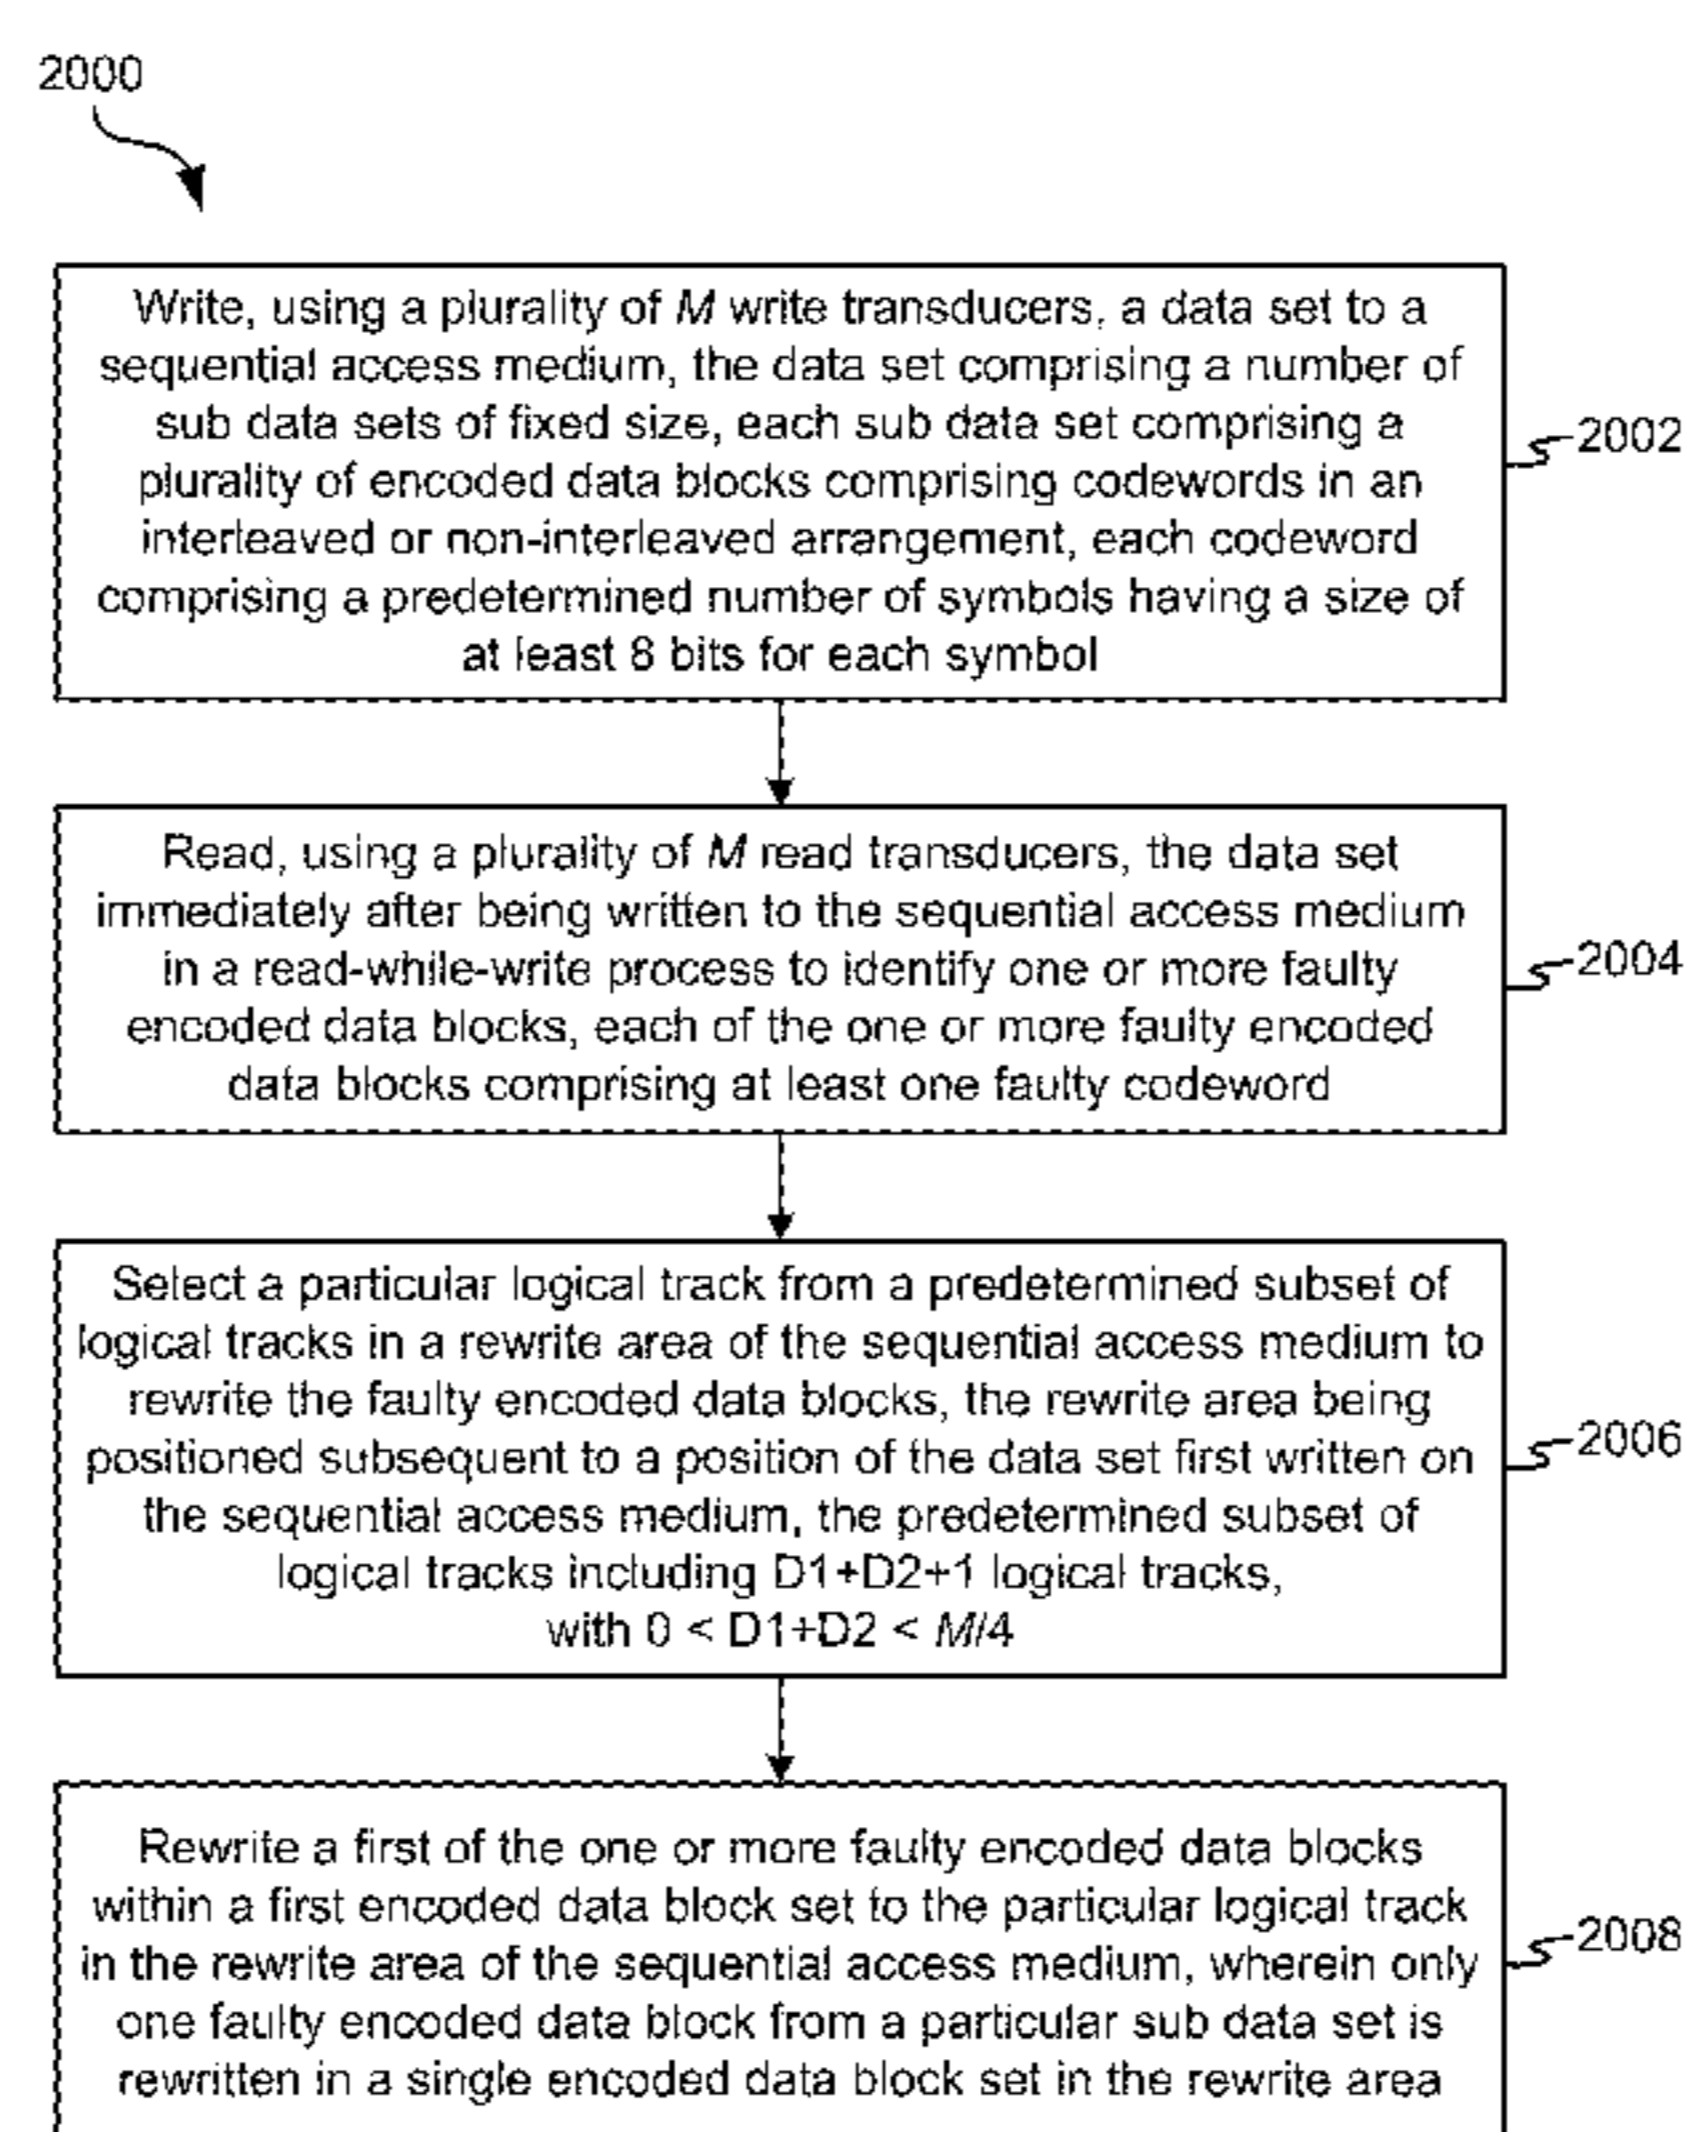 2000
Write, using a plurality of M write transducers, a data set to a
sequential access medium, the data set comprising a number of
sub data sets of fixed size, each sub data set comprising a
plurality of encoded data blocks comprising codewords in an
interleaved or non-interleaved arrangement, each codeword
comprising a predetermined number of symbols having a size of
at least 8 bits for each symbol
2002
Read, using a plurality of M read transducers, the data set
immediately after being written to the sequential access medium
in a read-while-write process to identify one or more faulty
encoded data blocks, each of the one or more faulty encoded
data blocks comprising at least one faulty codeword
2004
Select a particular logical track from a predetermined subset of
logical tracks in a rewrite area of the sequential access medium to
rewrite the faulty encoded data blocks, the rewrite area being
positioned subsequent to a position of the data set first written on
the sequential access medium, the predetermined subset of
logical tracks including D1+D2+1 logical tracks,
with 0 < D1+D2 < M/4
2006
Rewrite a first of the one or more faulty encoded data blocks
within a first encoded data block set to the particular logical track
in the rewrite area of the sequential access medium, wherein only
one faulty encoded data block from a particular sub data set is
rewritten in a single encoded data block set in the rewrite area
2008